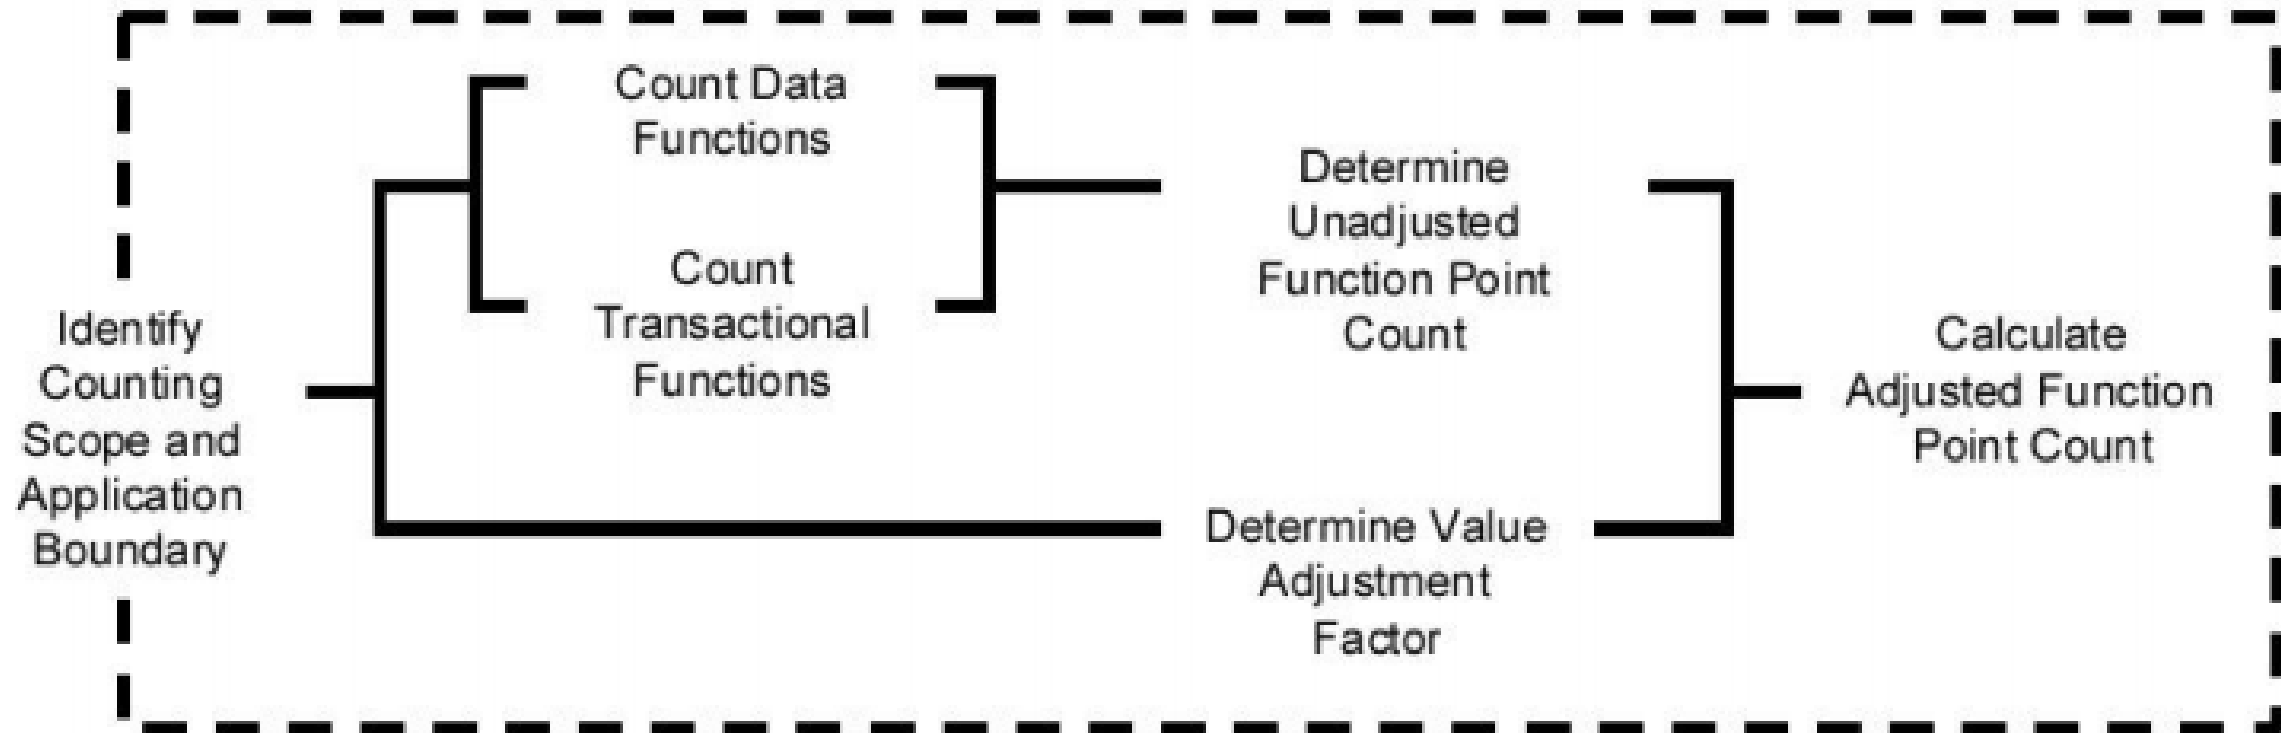 Count Data
Functions
Count
Transactional
Functions
Determine
Unadjusted
Function Point
Count
Identify
Counting
Scope and
Application
Boundary
Calculate
Adjusted Function
Point Count
Determine Value
Adjustment
Factor